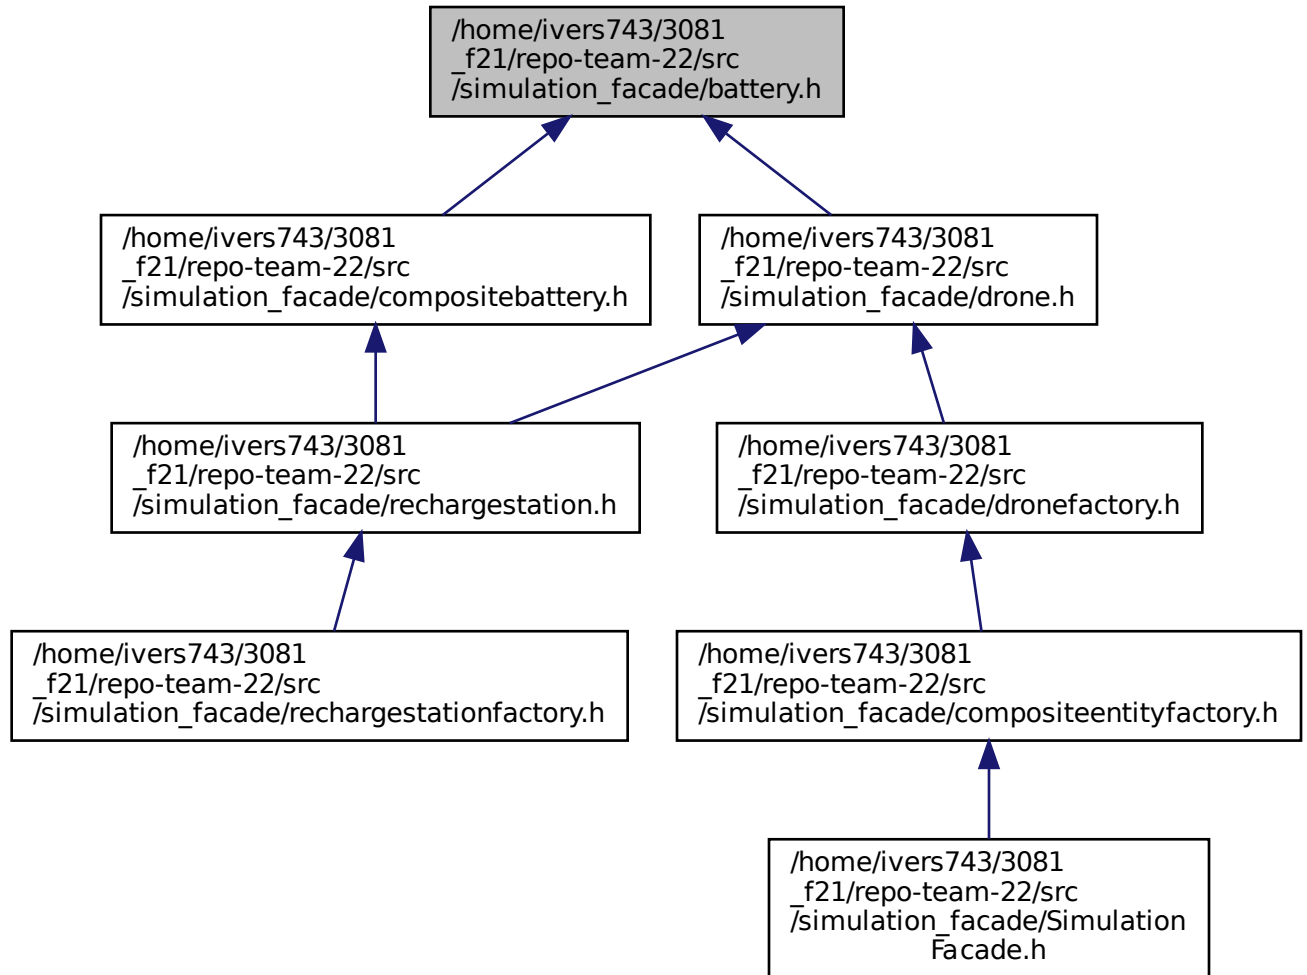 /home/ivers743/3081
_f21/repo-team-22/src
/simulation_facade/battery.h
/home/ivers743/3081
_f21/repo-team-22/src
/simulation_facade/compositebattery.h
/home/ivers743/3081
_f21/repo-team-22/src
/simulation_facade/drone.h
/home/ivers743/3081
_f21/repo-team-22/src
/simulation_facade/rechargestation.h
/home/ivers743/3081
_f21/repo-team-22/src
/simulation_facade/dronefactory.h
/home/ivers743/3081
_f21/repo-team-22/src
/simulation_facade/rechargestationfactory.h
/home/ivers743/3081
_f21/repo-team-22/src
/simulation_facade/compositeentityfactory.h
/home/ivers743/3081
_f21/repo-team-22/src
/simulation_facade/Simulation
Facade.h